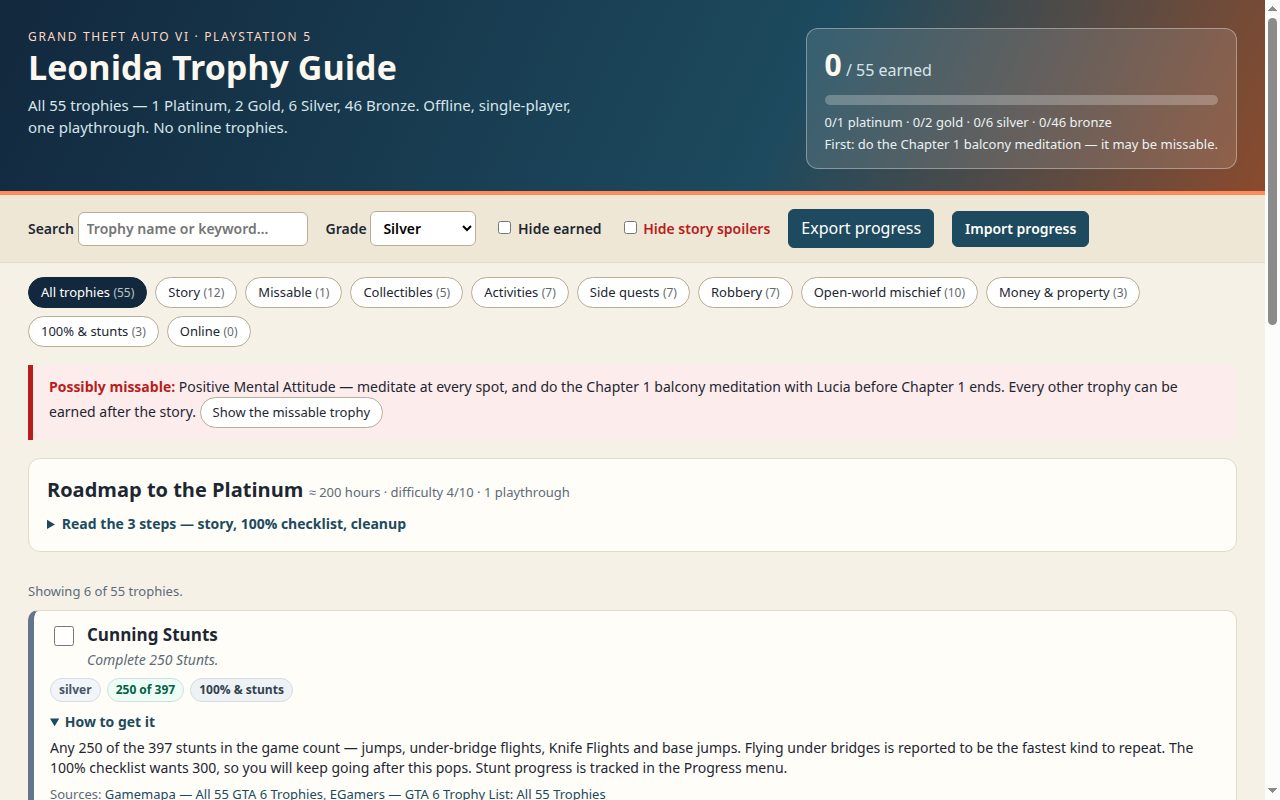 GRAND THEFT AUTO VI · PLAYSTATION 5
Leonida Trophy Guide
All 55 trophies — 1 Platinum, 2 Gold, 6 Silver, 46 Bronze. Offline, single-player,
one playthrough. No online trophies.
0 / 55 earned
0/1 platinum · 0/2 gold · 0/6 silver · 0/46 bronze
First: do the Chapter 1 balcony meditation — it may be missable.
Search Trophy name or keyword... Grade Silver Hide earned Hide story spoilers Export progress Import progress
All trophies (55) Story (12) Missable (1) Collectibles (5) Activities (7) Side quests (7) Robbery (7) Open-world mischief (10) Money & property (3)
100% & stunts (3) Online (0)
Possibly missable: Positive Mental Attitude — meditate at every spot, and do the Chapter 1 balcony meditation with Lucia before Chapter 1 ends. Every other trophy can be
earned after the story. Show the missable trophy
Roadmap to the Platinum ≈ 200 hours · difficulty 4/10 · 1 playthrough
Read the 3 steps — story, 100% checklist, cleanup
Showing 6 of 55 trophies.
Cunning Stunts
Complete 250 Stunts.
silver 250 of 397 100% & stunts
How to get it
Any 250 of the 397 stunts in the game count — jumps, under-bridge flights, Knife Flights and base jumps. Flying under bridges is reported to be the fastest kind to repeat. The
100% checklist wants 300, so you will keep going after this pops. Stunt progress is tracked in the Progress menu.
Sources: Gamemapa — All 55 GTA 6 Trophies, EGamers — GTA 6 Trophy List: All 55 Trophies